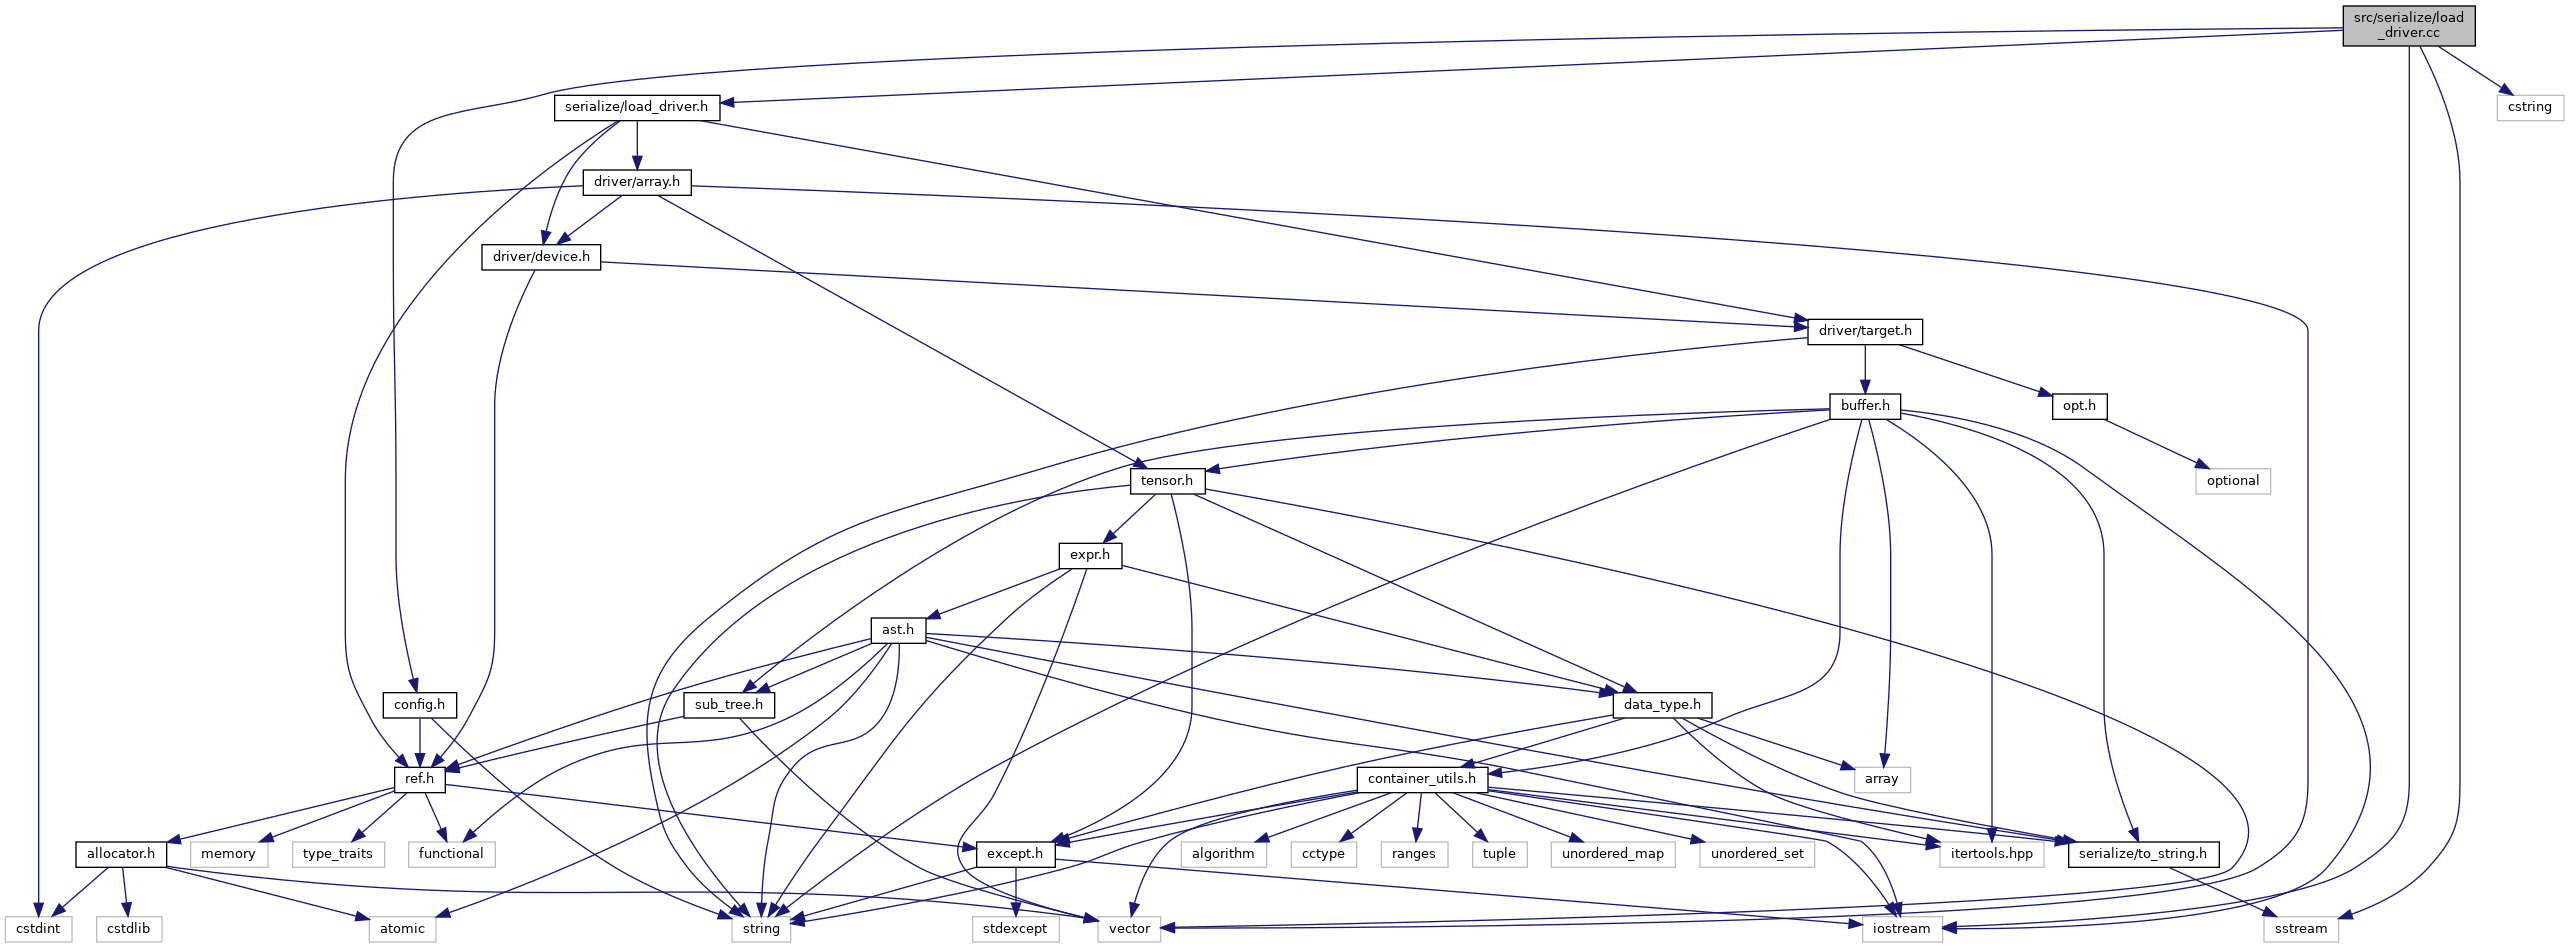 src/serialize/load
_driver.cc
serialize/load_driver.h
cstring
driver/array.h
driver/device.h
driver/target.h
buffer.h
opt.h
tensor.h
optional
expr.h
ast.h
config.h
sub_tree.h
data_type.h
ref.h
container_utils.h
array
allocator.h
memory
type_traits
functional
except.h
algorithm
cctype
ranges
tuple
unordered_map
unordered_set
itertools.hpp
serialize/to_string.h
cstdint
cstdlib
atomic
string
stdexcept
vector
iostream
sstream